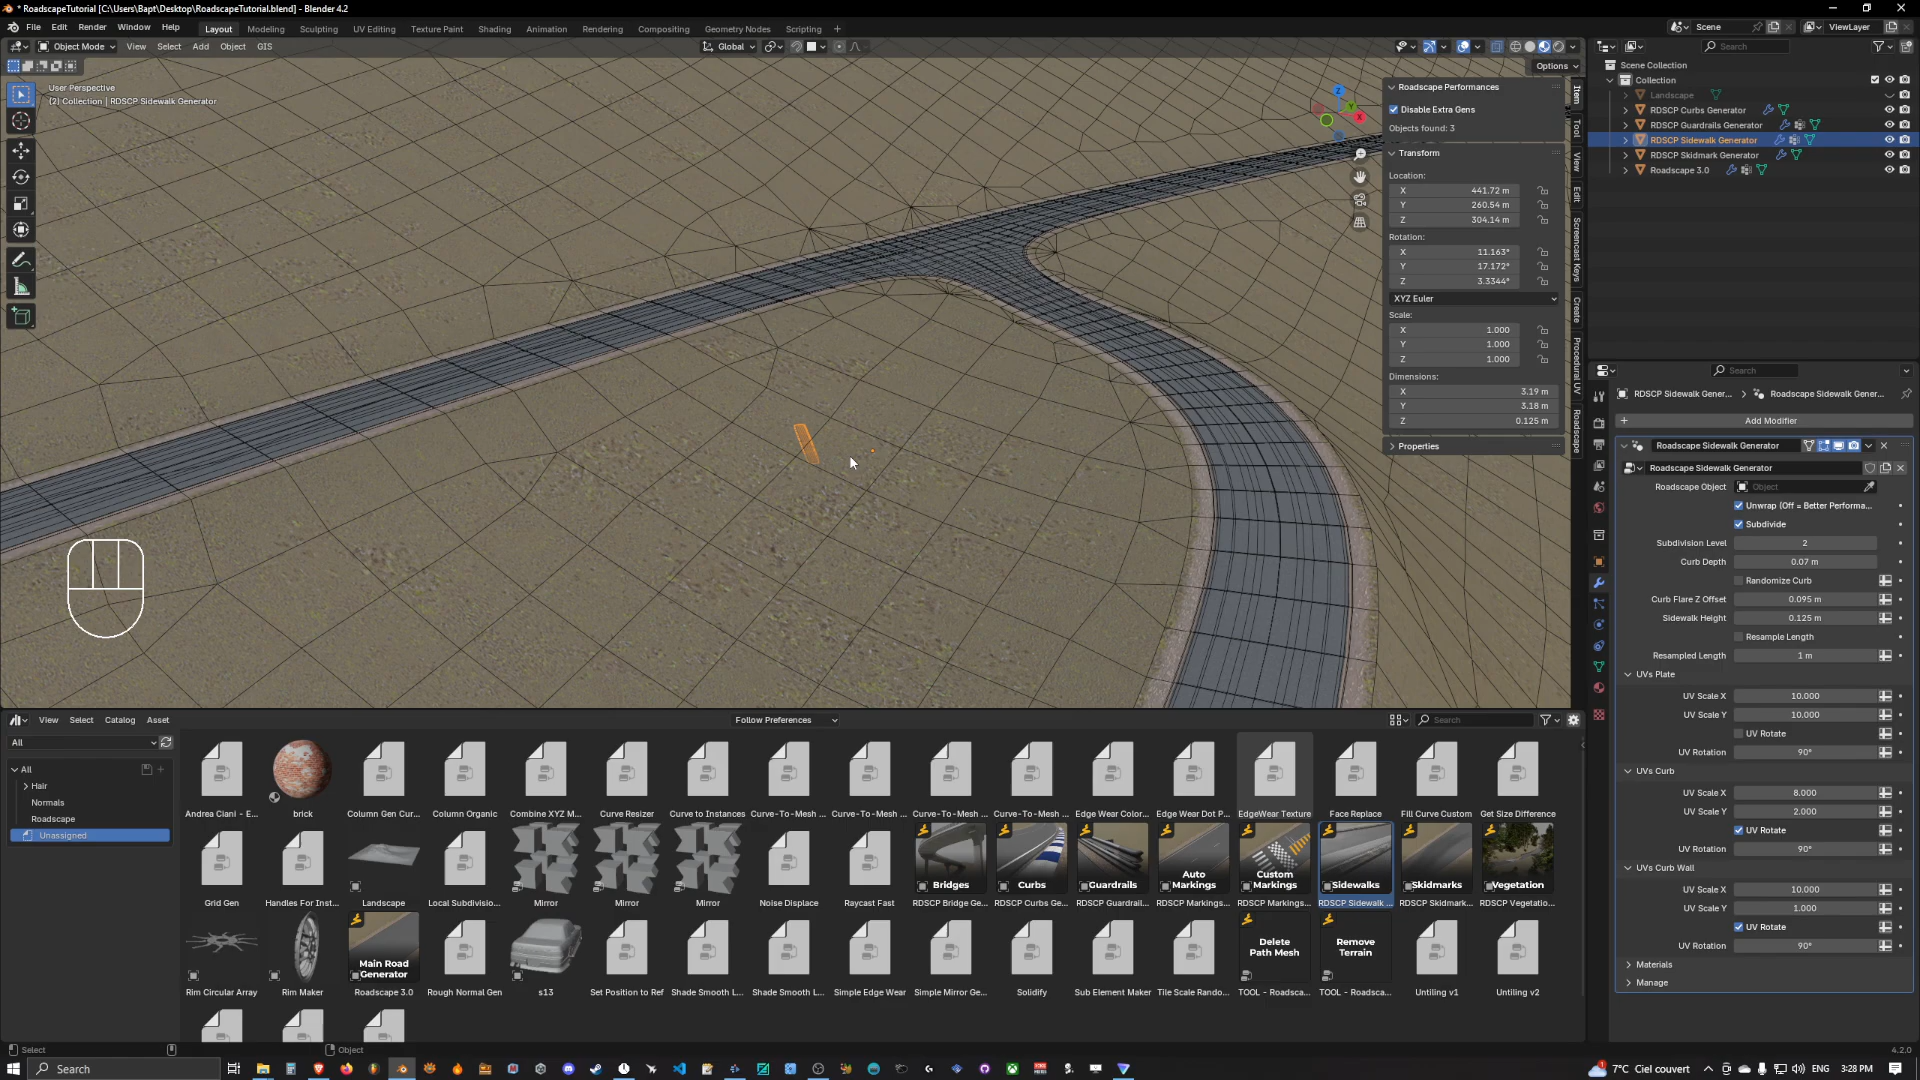 * RoadscapeTutorial [C:\Users\Bapt\Desktop\RoadscapeTutorial.blend] - Blender 4.2
File Edit Render Window Help Layout Modeling Sculpting UV Editing Texture Paint Shading Animation Rendering Compositing Geometry Nodes Scripting + Scene ViewLayer
Object Mode View Select Add Object GIS Global Search
Options
User Perspective
(2) Collection | RDSCP Sidewalk Generator
Roadscape Performances
Disable Extra Gens
Objects found: 3
Transform
Location:
X 441.72 m
Y 260.54 m
Z 304.14 m
Rotation:
X 11.163°
Y 17.172°
Z 3.3344°
XYZ Euler
Scale:
X 1.000
Y 1.000
Z 1.000
Dimensions:
X 3.19 m
Y 3.18 m
Z 0.125 m
Properties
Item
Tool
View
Edit
Screencast Keys
Create
Procedural UV
Roadscape
Z
Y
X
Scene Collection
Collection
Landscape
RDSCP Curbs Generator
RDSCP Guardrails Generator
RDSCP Sidewalk Generator
RDSCP Skidmark Generator
Roadscape 3.0
Search
RDSCP Sidewalk Gener... > Roadscape Sidewalk Gener...
+ Add Modifier
Roadscape Sidewalk Generator
Roadscape Sidewalk Generator
Roadscape Object Object
Unwrap (Off = Better Performa...
Subdivide
Subdivision Level 2
Curb Depth 0.07 m
Randomize Curb
Curb Flare Z Offset 0.095 m
Sidewalk Height 0.125 m
Resample Length
Resampled Length 1 m
UVs Plate
UV Scale X 10.000
UV Scale Y 10.000
UV Rotate
UV Rotation 90°
UVs Curb
UV Scale X 8.000
UV Scale Y 2.000
UV Rotate
UV Rotation 90°
UVs Curb Wall
UV Scale X 10.000
UV Scale Y 1.000
UV Rotate
UV Rotation 90°
Materials
Manage
View Select Catalog Asset Follow Preferences Search
All
All
Hair
Normals
Roadscape
Unassigned
Andrea Ciani - E... brick Column Gen Cur... Column Organic Combine XYZ M... Curve Resizer Curve to Instances Curve-To-Mesh ... Curve-To-Mesh ... Curve-To-Mesh ... Edge Wear Color... Edge Wear Dot P... EdgeWear Texture Face Replace Fill Curve Custom Get Size Difference
Bridges Curbs Guardrails Auto Markings Custom Markings Sidewalks Skidmarks Vegetation
Grid Gen Handles For Inst... Landscape Local Subdivisio... Mirror Mirror Mirror Noise Displace Raycast Fast RDSCP Bridge Ge... RDSCP Curbs Ge... RDSCP Guardrail... RDSCP Markings... RDSCP Markings... RDSCP Sidewalk ... RDSCP Skidmark... RDSCP Vegetatio...
Main Road Generator Delete Path Mesh Remove Terrain
Rim Circular Array Rim Maker Roadscape 3.0 Rough Normal Gen s13 Set Position to Ref Shade Smooth L... Shade Smooth L... Simple Edge Wear Simple Mirror Ge... Solidify Sub Element Maker Tile Scale Rando... TOOL - Roadsca... TOOL - Roadsca... Untiling v1 Untiling v2
Select Object 4.2.0
Search 7°C Ciel couvert ENG 3:28 PM